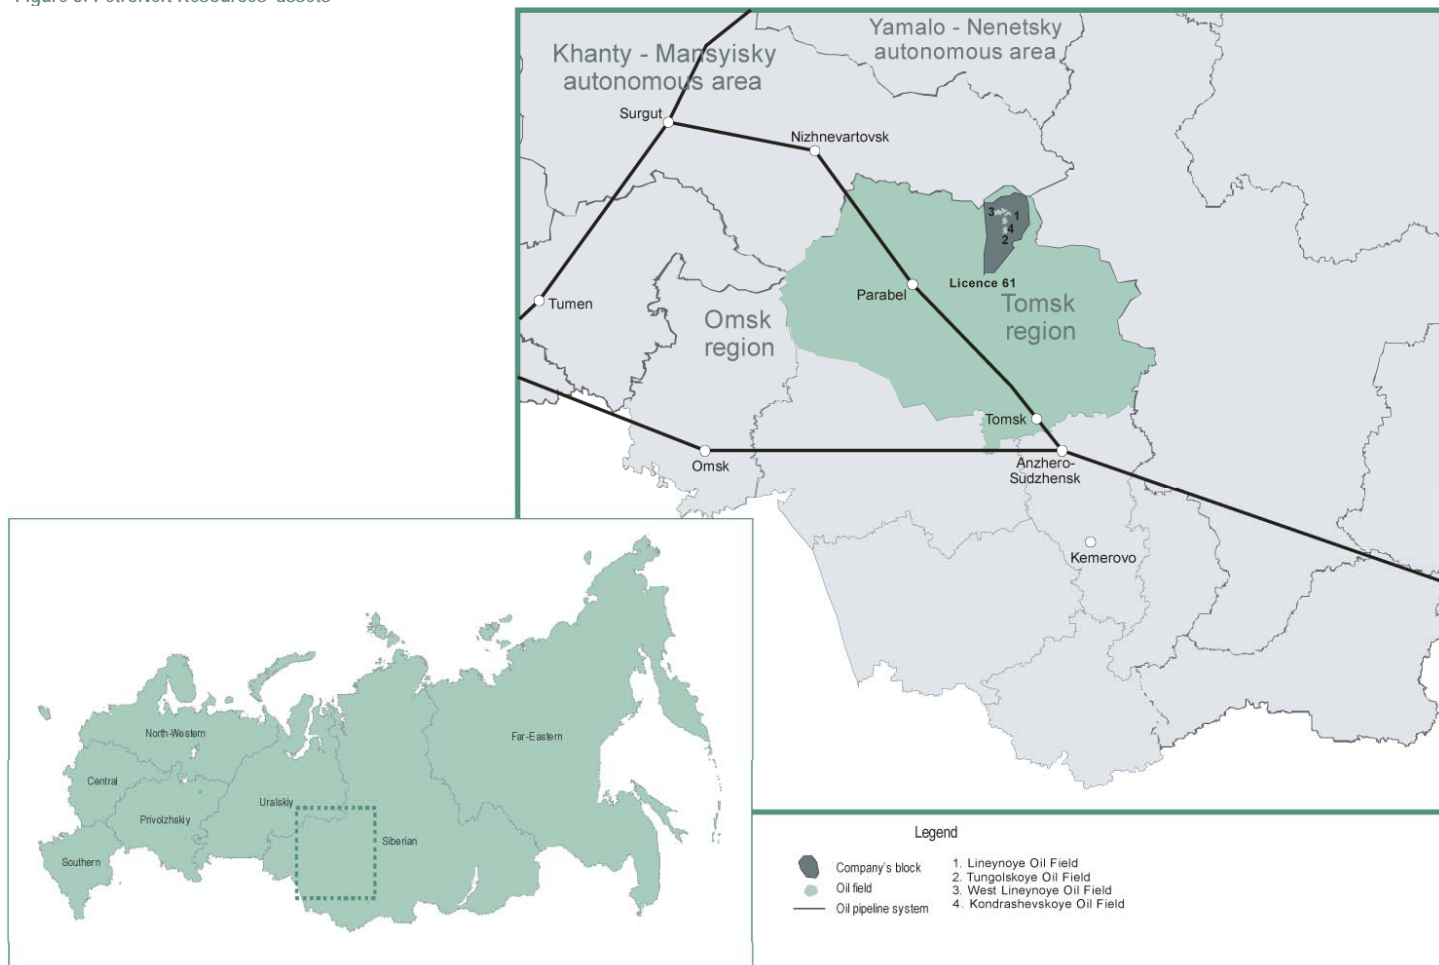 Yamalo - Nenetsky
autonomous area
Khanty - Mansyisky
autonomous area
Surgut
Nizhnevartovsk
3
1
4
2
Licence 61
Parabel
Tumen
Tomsk
region
Omsk
region
Tomsk
Omsk
Anzhero-
Sudzhensk
Kemerovo
North-Western
Far-Eastern
Central
Uralskiy
Privolzhskiy
Siberian
Southern
Legend
Company's block
Oil field
Oil pipeline system
1. Lineynoye Oil Field
2. Tungolskoye Oil Field
3. West Lineynoye Oil Field
4. Kondrashevskoye Oil Field